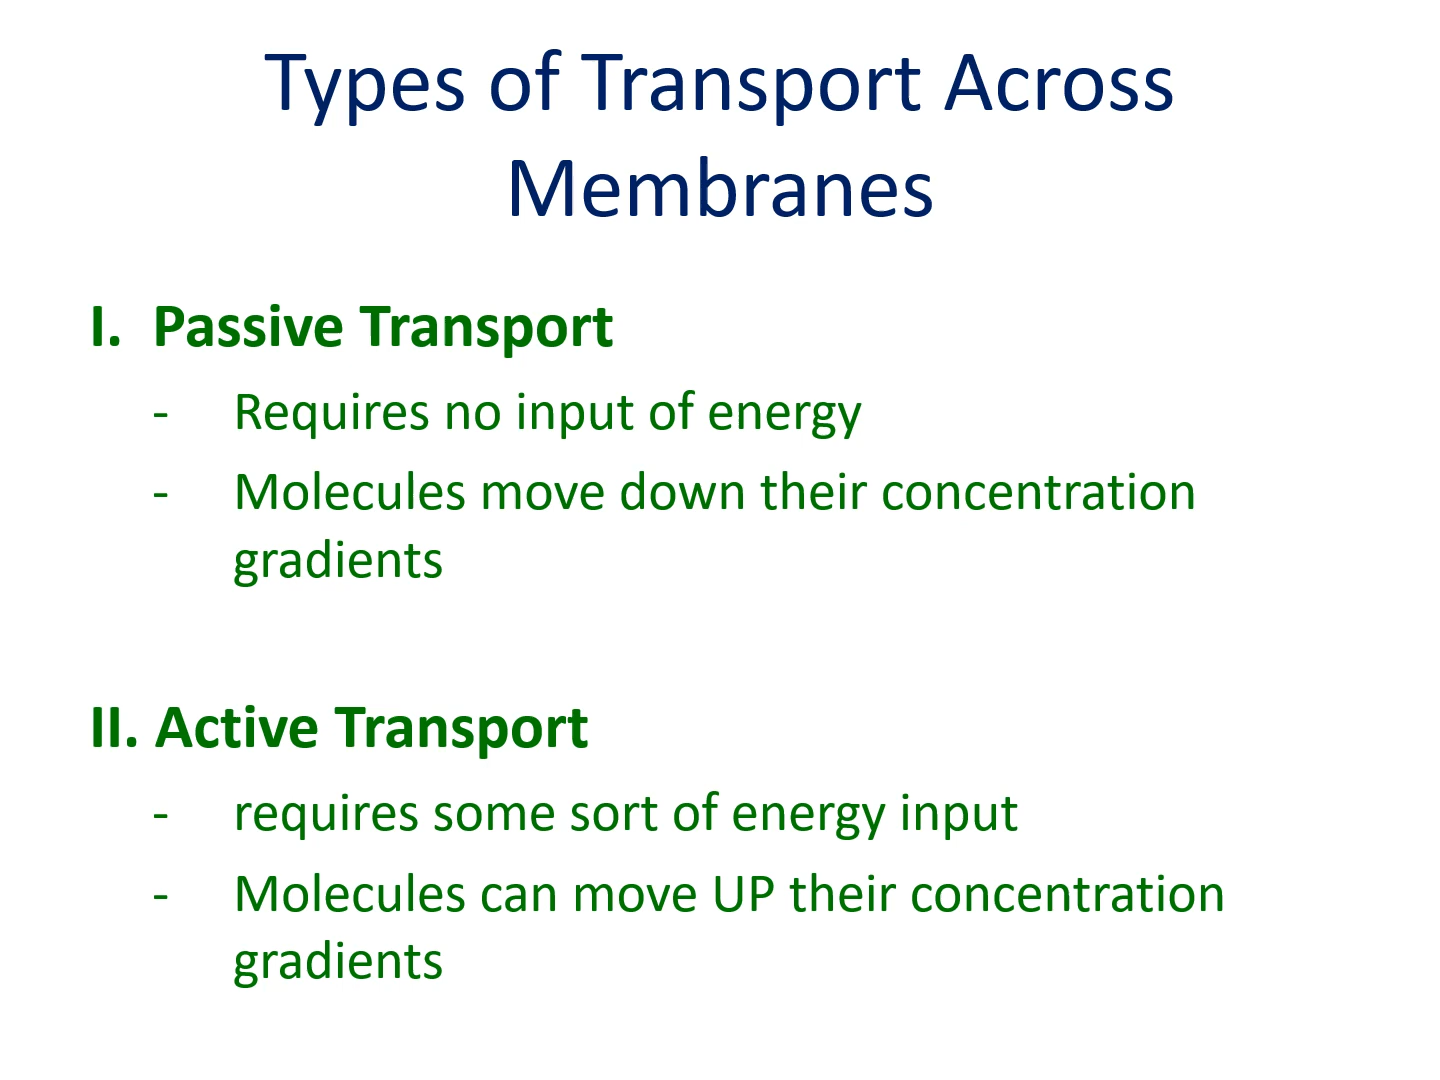 Types of Transport Across
Membranes
I. Passive Transport
- Requires no input of energy
- Molecules move down their concentration
gradients
II. Active Transport
- requires some sort of energy input
- Molecules can move UP their concentration
gradients